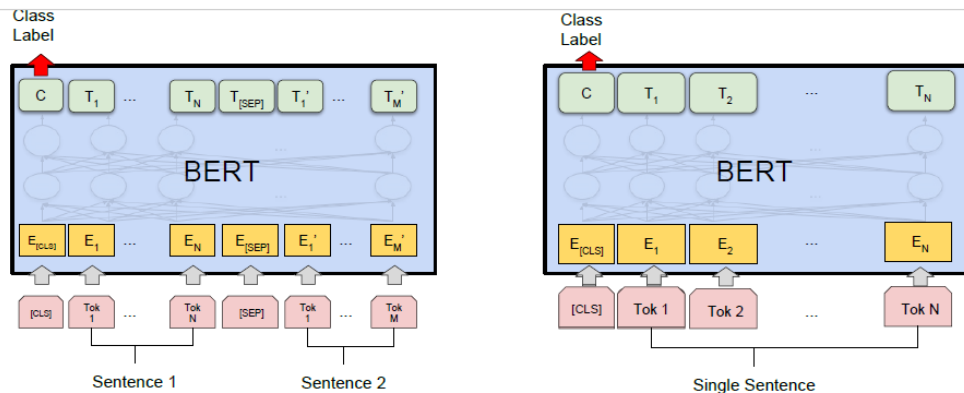 Class
Label
C T1 ... TN T[SEP] T1' ... TM'
...
BERT
...
E[CLS] E1 ... EN E[SEP] E1' ... EM'
[CLS] Tok 1 ... Tok N [SEP] Tok 1 ... Tok M
Sentence 1 Sentence 2
Class
Label
C T1 T2 ... TN
...
BERT
...
E[CLS] E1 E2 ... EN
[CLS] Tok 1 Tok 2 ... Tok N
Single Sentence